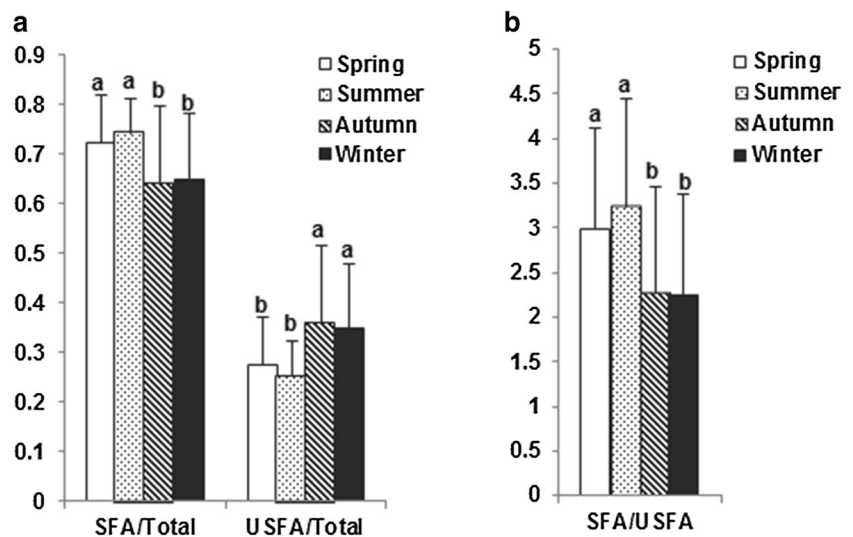 a
0.9
0.8
0.7
0.6
0.5
0.4
0.3
0.2
0.1
0
a a b b
b b a a
SFA/Total USFA/Total
Spring
Summer
Autumn
Winter
b
5
4.5
4
3.5
3
2.5
2
1.5
1
0.5
0
a a b b
SFA/USFA
Spring
Summer
Autumn
Winter